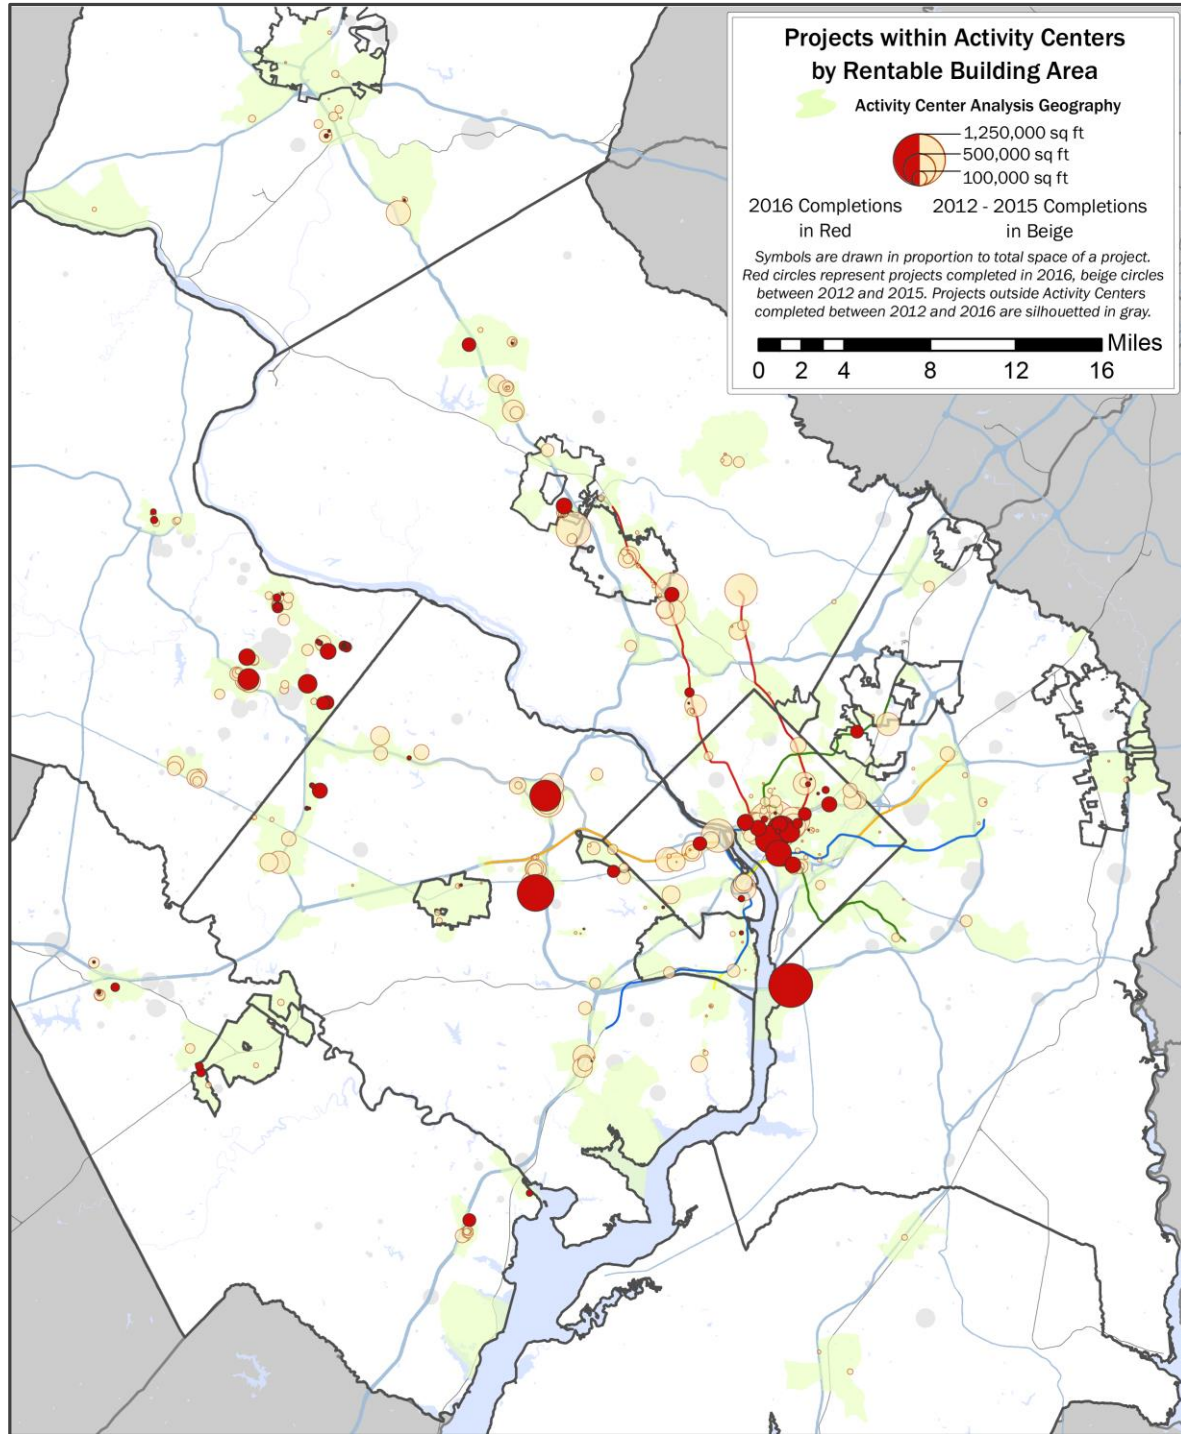 Projects within Activity Centers
by Rentable Building Area
Activity Center Analysis Geography
1,250,000 sq ft
500,000 sq ft
100,000 sq ft
2016 Completions
in Red
2012 - 2015 Completions
in Beige
Symbols are drawn in proportion to total space of a project.
Red circles represent projects completed in 2016, beige circles
between 2012 and 2015. Projects outside Activity Centers
completed between 2012 and 2016 are silhouetted in gray.
Miles
0 2 4 8 12 16